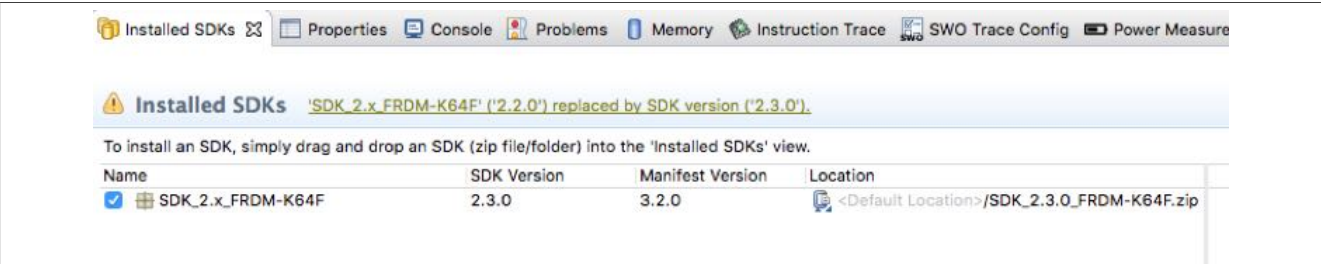 Installed SDKs Properties Console Problems Memory Instruction Trace SWO Trace Config Power Measure
Installed SDKs 'SDK_2.x_FRDM-K64F' ('2.2.0') replaced by SDK version ('2.3.0').
To install an SDK, simply drag and drop an SDK (zip file/folder) into the 'Installed SDKs' view.
Name SDK Version Manifest Version Location
SDK_2.x_FRDM-K64F 2.3.0 3.2.0 <Default Location>/SDK_2.3.0_FRDM-K64F.zip